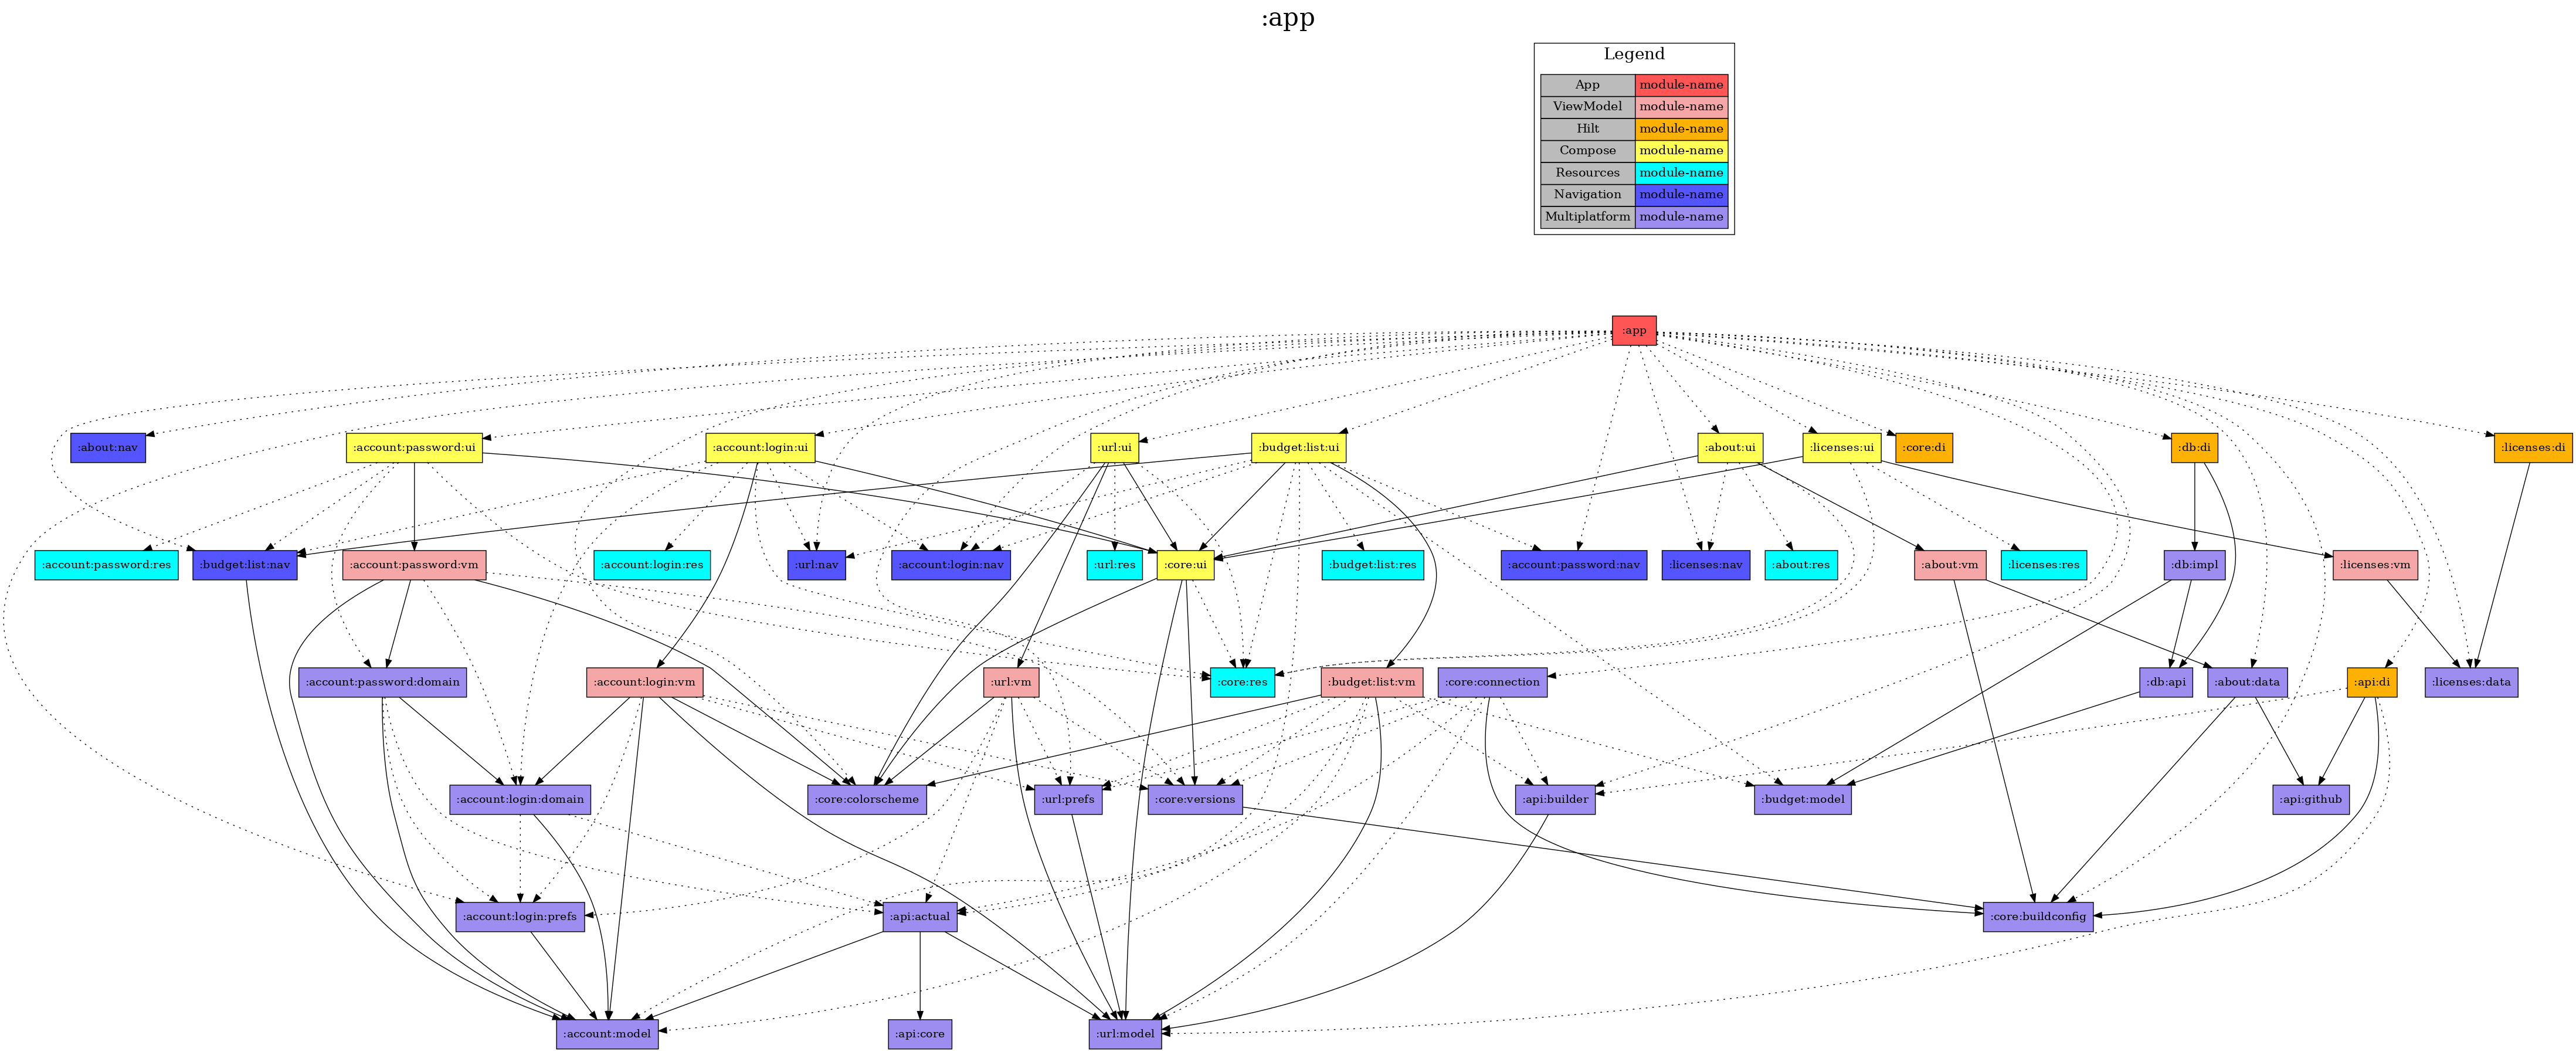 :app
Legend
App module-name
ViewModel module-name
Hilt module-name
Compose module-name
Resources module-name
Navigation module-name
Multiplatform module-name
:app
:about:nav
:account:password:ui
:account:login:ui
:url:ui
:budget:list:ui
:about:ui
:licenses:ui
:core:di
:db:di
:licenses:di
:account:password:res
:budget:list:nav
:account:password:vm
:account:login:res
:url:nav
:account:login:nav
:url:res
:core:ui
:budget:list:res
:account:password:nav
:licenses:nav
:about:res
:about:vm
:licenses:res
:db:impl
:licenses:vm
:account:password:domain
:account:login:vm
:url:vm
:core:res
:budget:list:vm
:core:connection
:db:api
:about:data
:api:di
:licenses:data
:account:login:domain
:core:colorscheme
:url:prefs
:core:versions
:api:builder
:budget:model
:api:github
:account:login:prefs
:api:actual
:core:buildconfig
:account:model
:api:core
:url:model